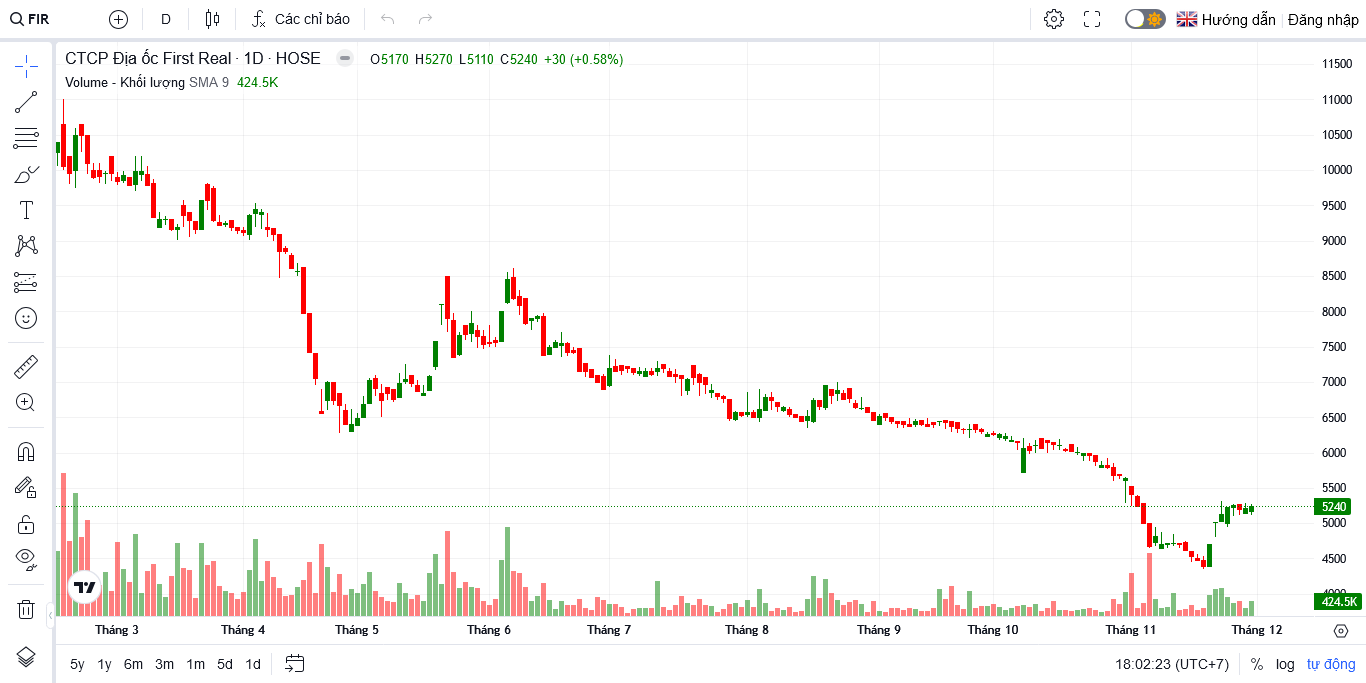 FIR D Các chỉ báo Hướng dẫn Đăng nhập
CTCP Địa ốc First Real · 1D · HOSE O5170 H5270 L5110 C5240 +30 (+0.58%)
Volume - Khối lượng SMA 9 424.5K
11500
11000
10500
10000
9500
9000
8500
8000
7500
7000
6500
6000
5500
5240
5000
4500
4000
424.5K
Tháng 3 Tháng 4 Tháng 5 Tháng 6 Tháng 7 Tháng 8 Tháng 9 Tháng 10 Tháng 11 Tháng 12
5y 1y 6m 3m 1m 5d 1d 18:02:23 (UTC+7) % log tự động